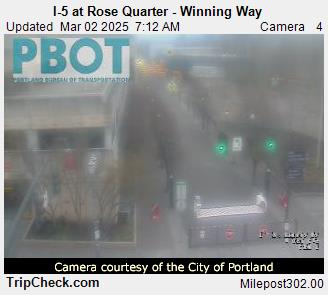 I-5 at Rose Quarter - Winning Way
Updated Mar 02 2025 7:12 AM Camera 4
PBOT
PORTLAND BUREAU OF TRANSPORTATION
Camera courtesy of the City of Portland
TripCheck.com Milepost302.00